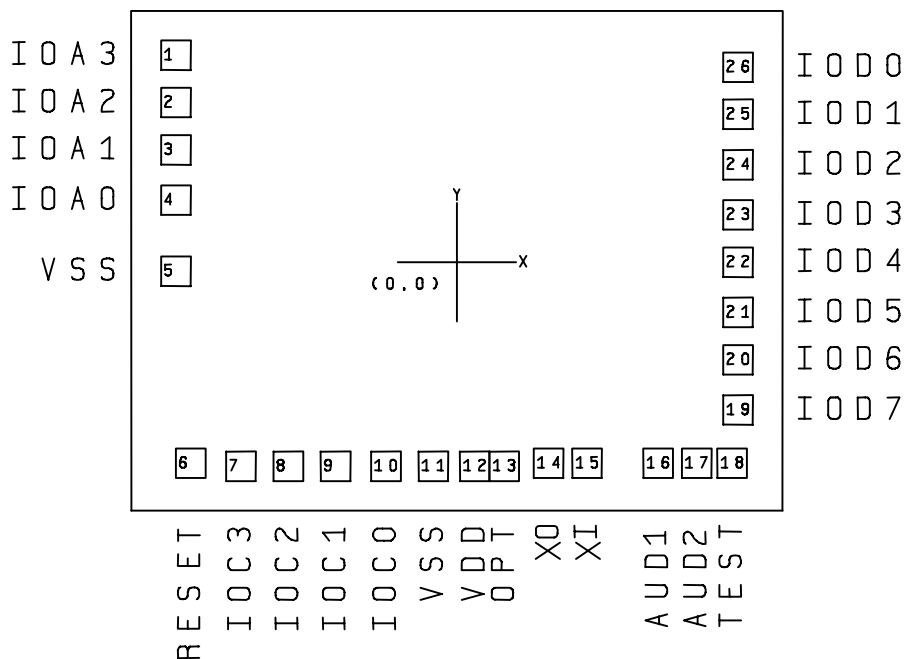 IOA3 1 26 IOD0
IOA2 2 25 IOD1
IOA1 3 24 IOD2
IOA0 4 23 IOD3
Y
VSS 5 22 IOD4
X
(0,0)
21 IOD5
20 IOD6
19 IOD7
6 7 8 9 10 11 12 13 14 15 16 17 18
RESET
IOC3
IOC2
IOC1
IOC0
VSS
VDD
OPT
XO
XI
AUD1
AUD2
TEST